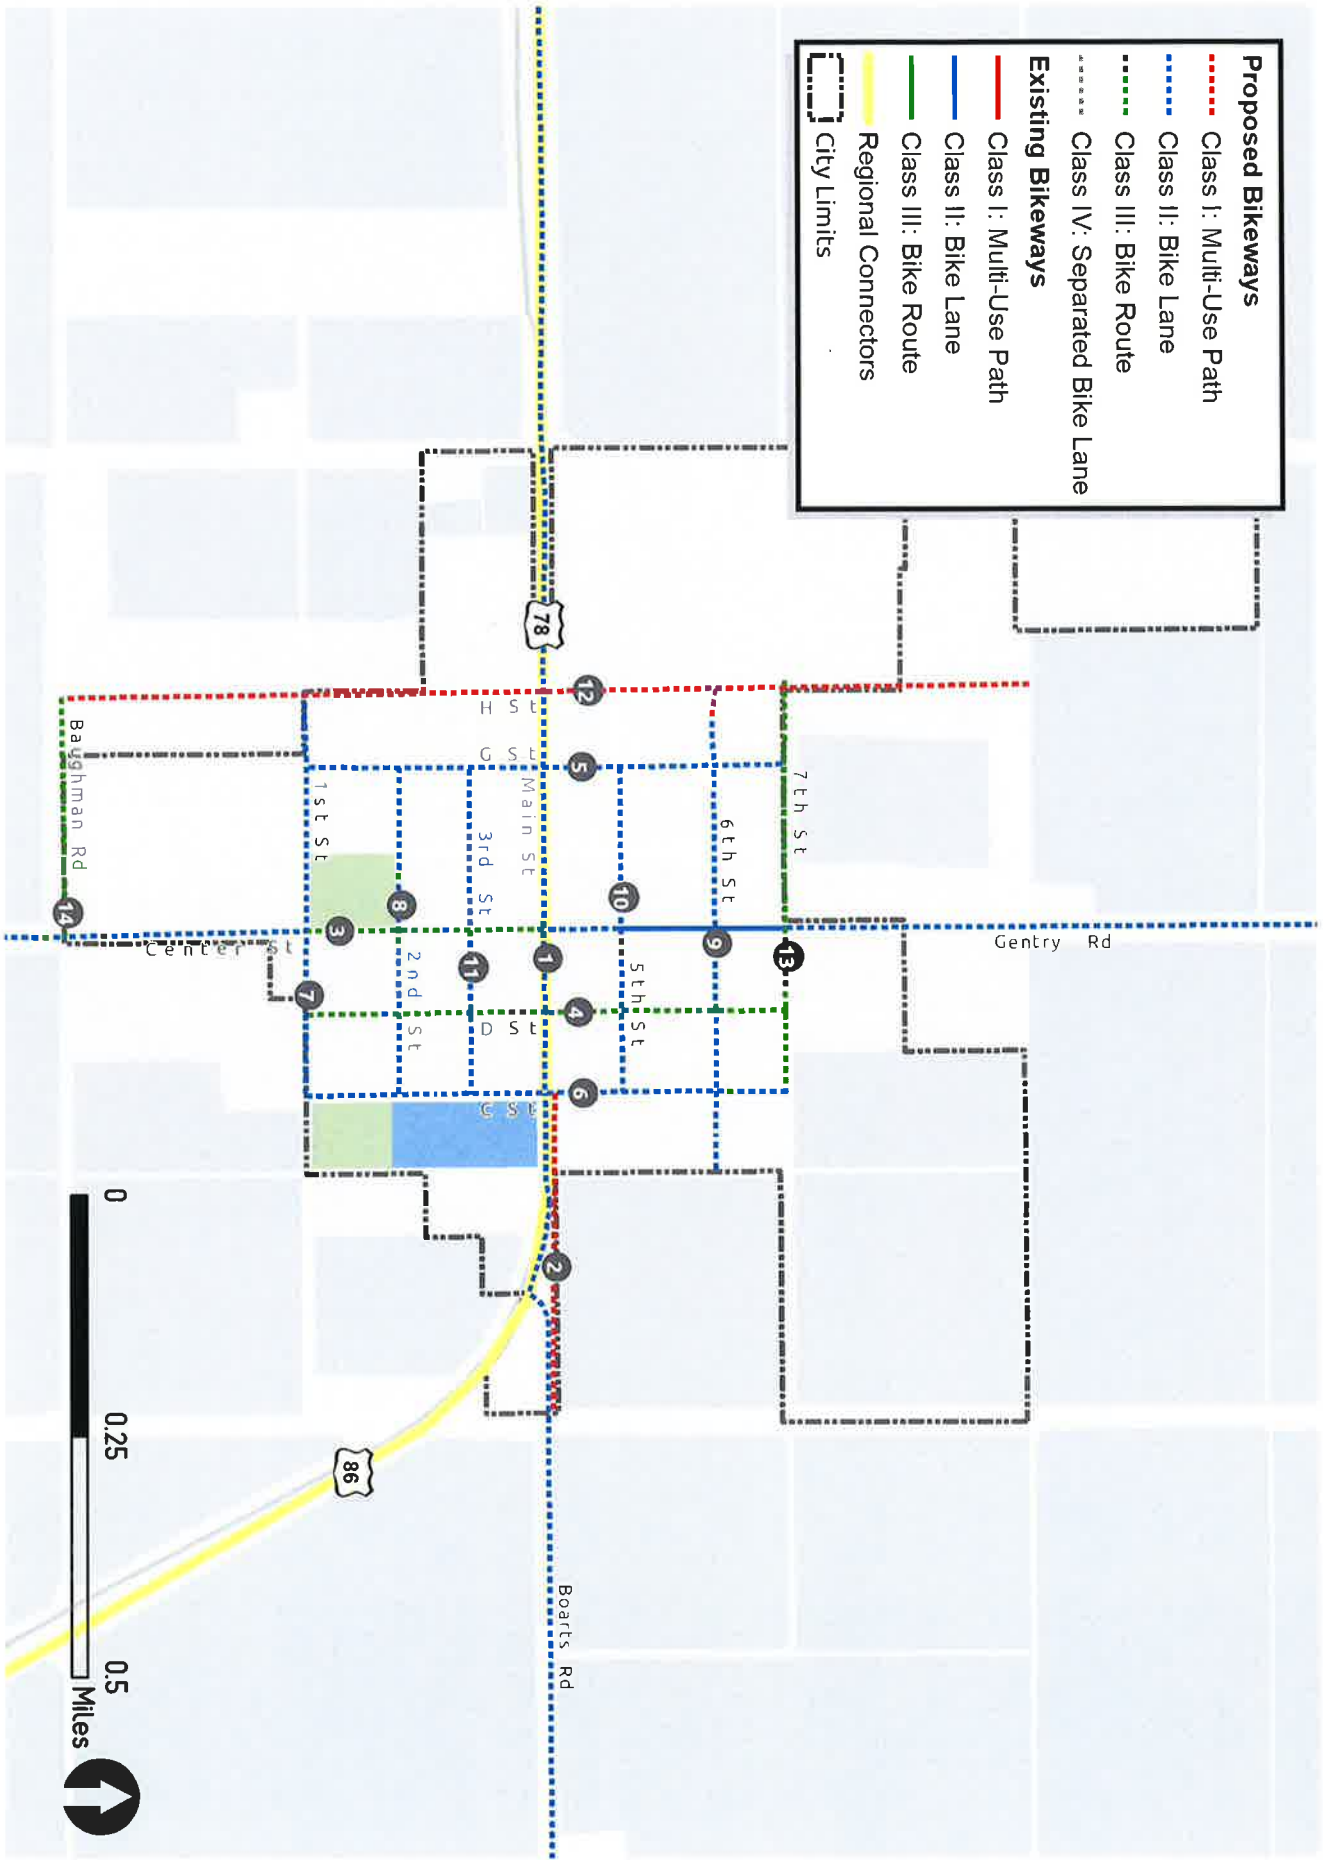 Proposed Bikeways
Class I: Multi-Use Path
Class II: Bike Lane
Class III: Bike Route
Class IV: Separated Bike Lane
Existing Bikeways
Class I: Multi-Use Path
Class II: Bike Lane
Class III: Bike Route
Regional Connectors
City Limits
7th St
Gentry Rd
13
6th St
9
10
5th St
12
5
4
6
78
Main St
1
2
Boarts Rd
H St
G St
D St
C St
3rd St
11
8
2nd St
86
3
1st St
7
Center St
Baughman Rd
14
0
0.25
0.5
Miles